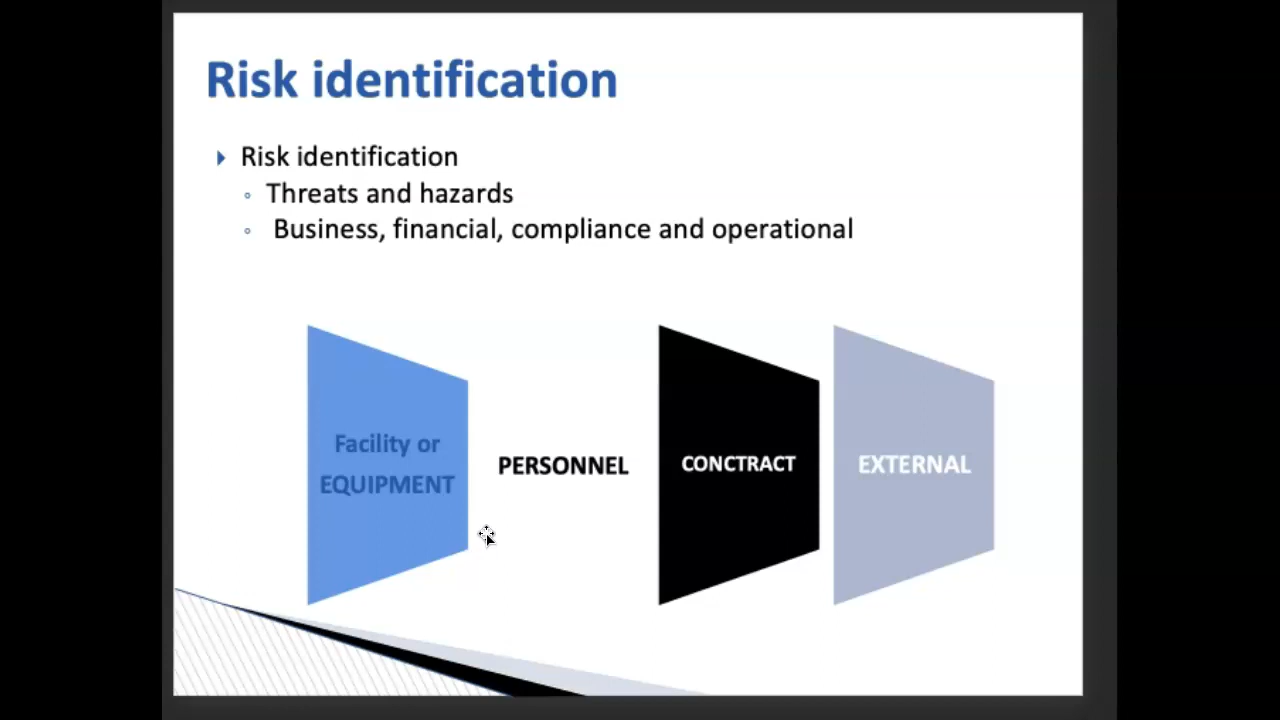 Risk identification
Risk identification
Threats and hazards
Business, financial, compliance and operational
Facility or
EQUIPMENT
PERSONNEL
CONCTRACT
EXTERNAL